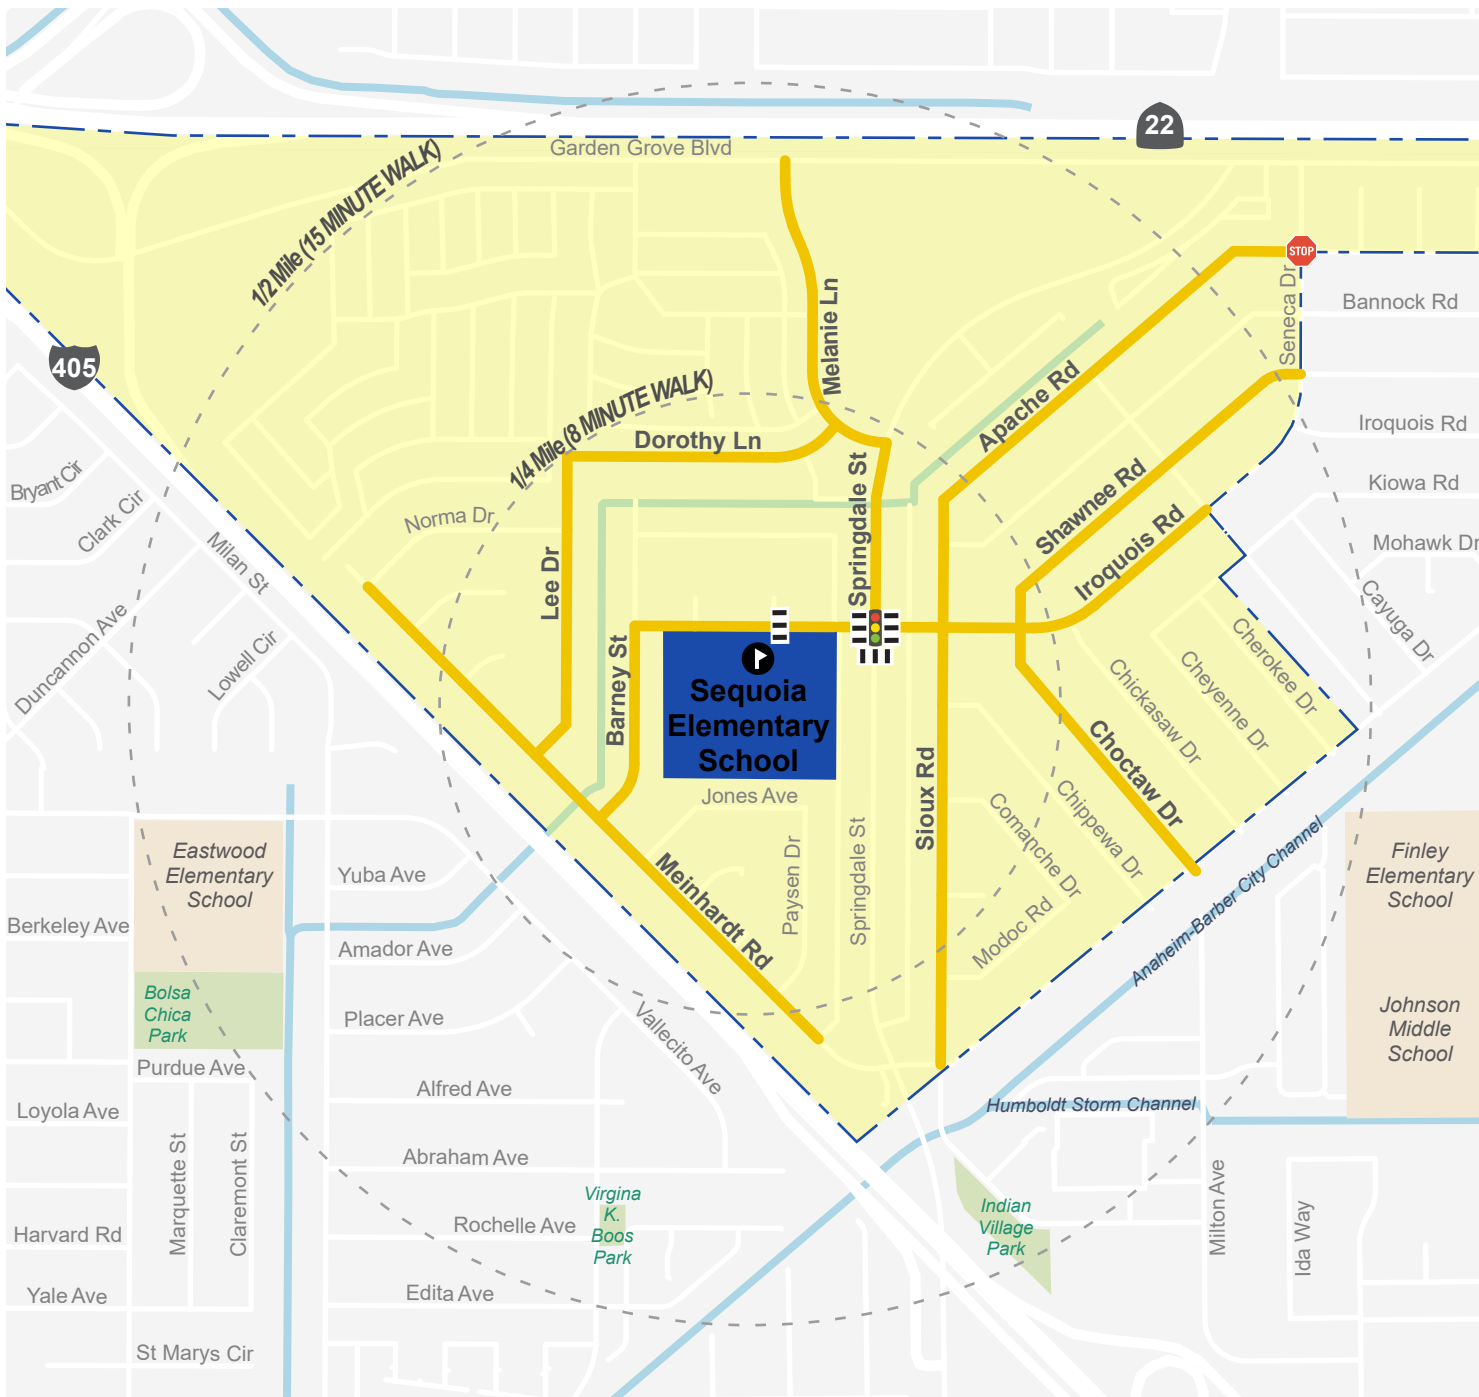 22
Garden Grove Blvd
1/2 Mile (15 MINUTE WALK)
STOP
Seneca Dr
Bannock Rd
405
Melanie Ln
1/4 Mile (8 MINUTE WALK)
Apache Rd
Dorothy Ln
Iroquois Rd
Bryant Cir
Clark Cir
Norma Dr
Springdale St
Shawnee Rd
Kiowa Rd
Milan St
Lee Dr
Iroquois Rd
Mohawk Dr
Cayuga Dr
Duncannon Ave
Lowell Cir
Barney St
Sequoia
Elementary
School
Cherokee Dr
Cheyenne Dr
Chickasaw Dr
Choctaw Dr
Jones Ave
Sioux Rd
Chippewa Dr
Comanche Dr
Modoc Rd
Springdale St
Paysen Dr
Meinhardt Rd
Anaheim-Barber City Channel
Eastwood
Elementary
School
Yuba Ave
Finley
Elementary
School
Berkeley Ave
Amador Ave
Bolsa
Chica
Park
Placer Ave
Vallecito Ave
Johnson
Middle
School
Purdue Ave
Alfred Ave
Loyola Ave
Humboldt Storm Channel
Marquette St
Claremont St
Abraham Ave
Virgina
K.
Boos
Park
Rochelle Ave
Indian
Village
Park
Milton Ave
Ida Way
Harvard Rd
Yale Ave
Edita Ave
St Marys Cir